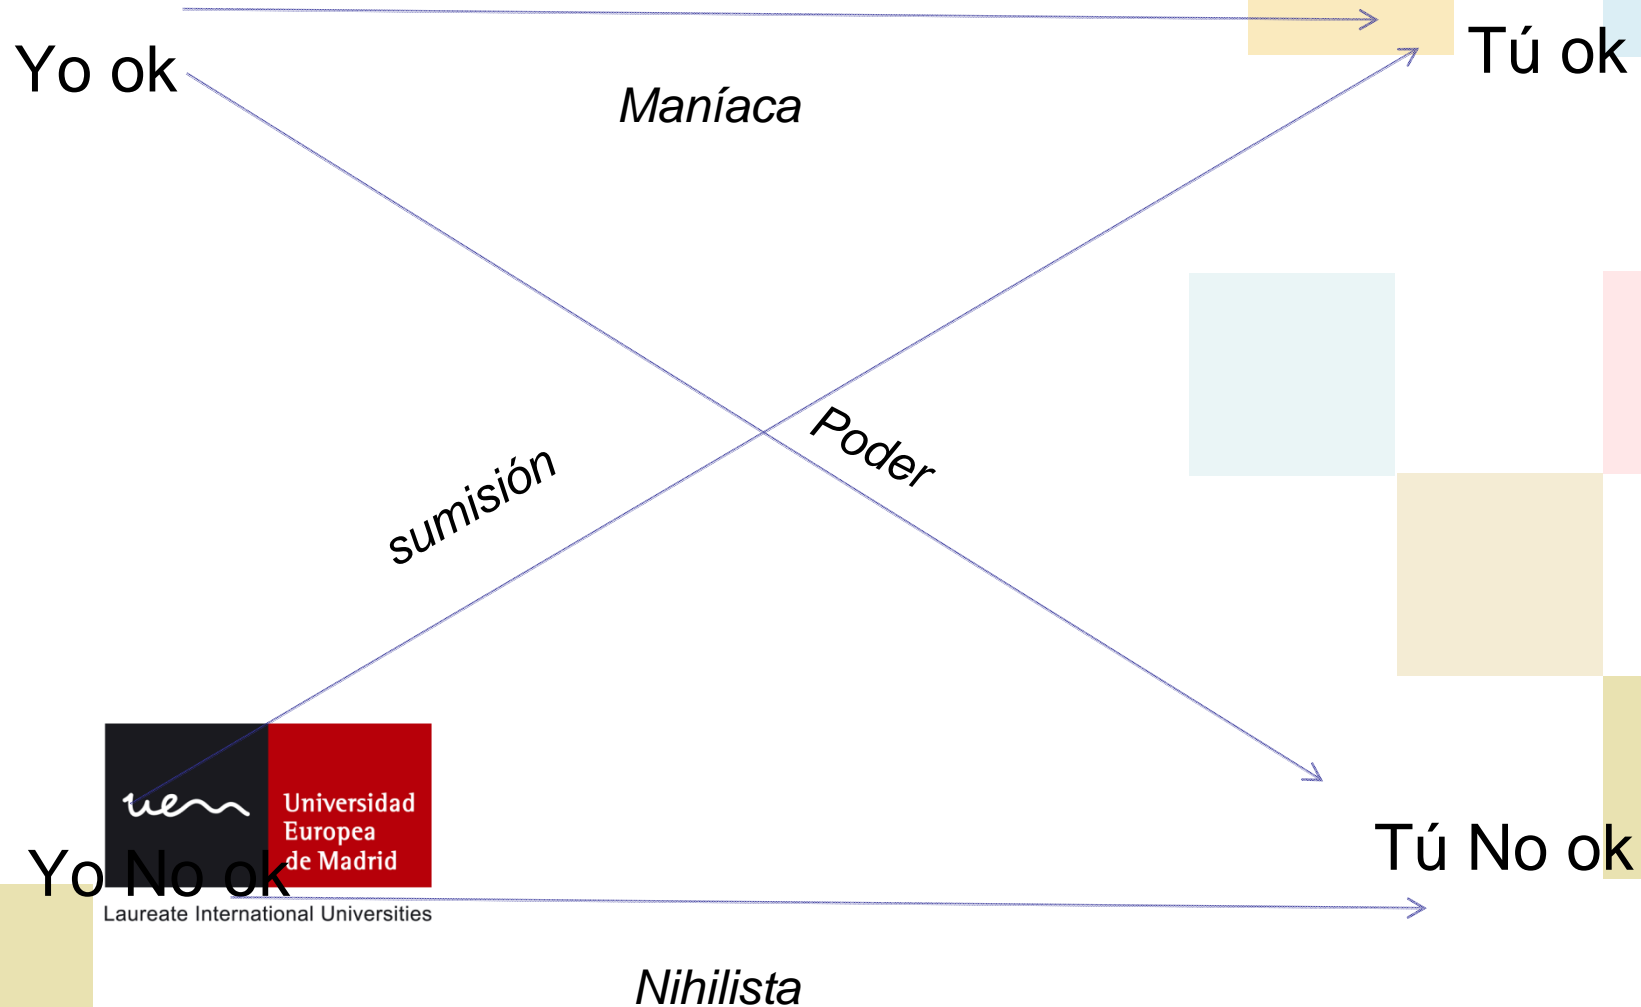 Yo ok
Tú ok
Maníaca
Poder
sumisión
uem
Universidad
Europea
de Madrid
Yo No ok
Tú No ok
Laureate International Universities
Nihilista